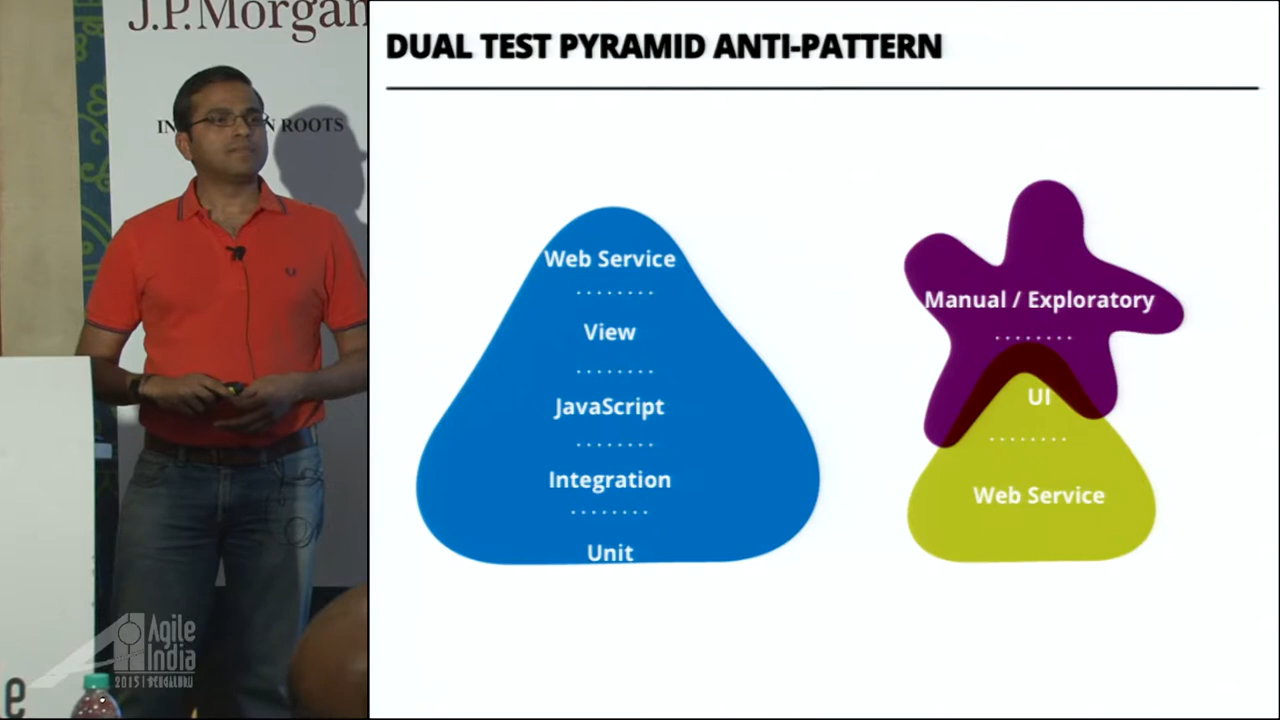 J.P.Morgan
IN
N ROOTS
DUAL TEST PYRAMID ANTI-PATTERN
Web Service
View
JavaScript
Integration
Unit
Manual / Exploratory
UI
Web Service
Agile
India
2015 | BENGALURU
e